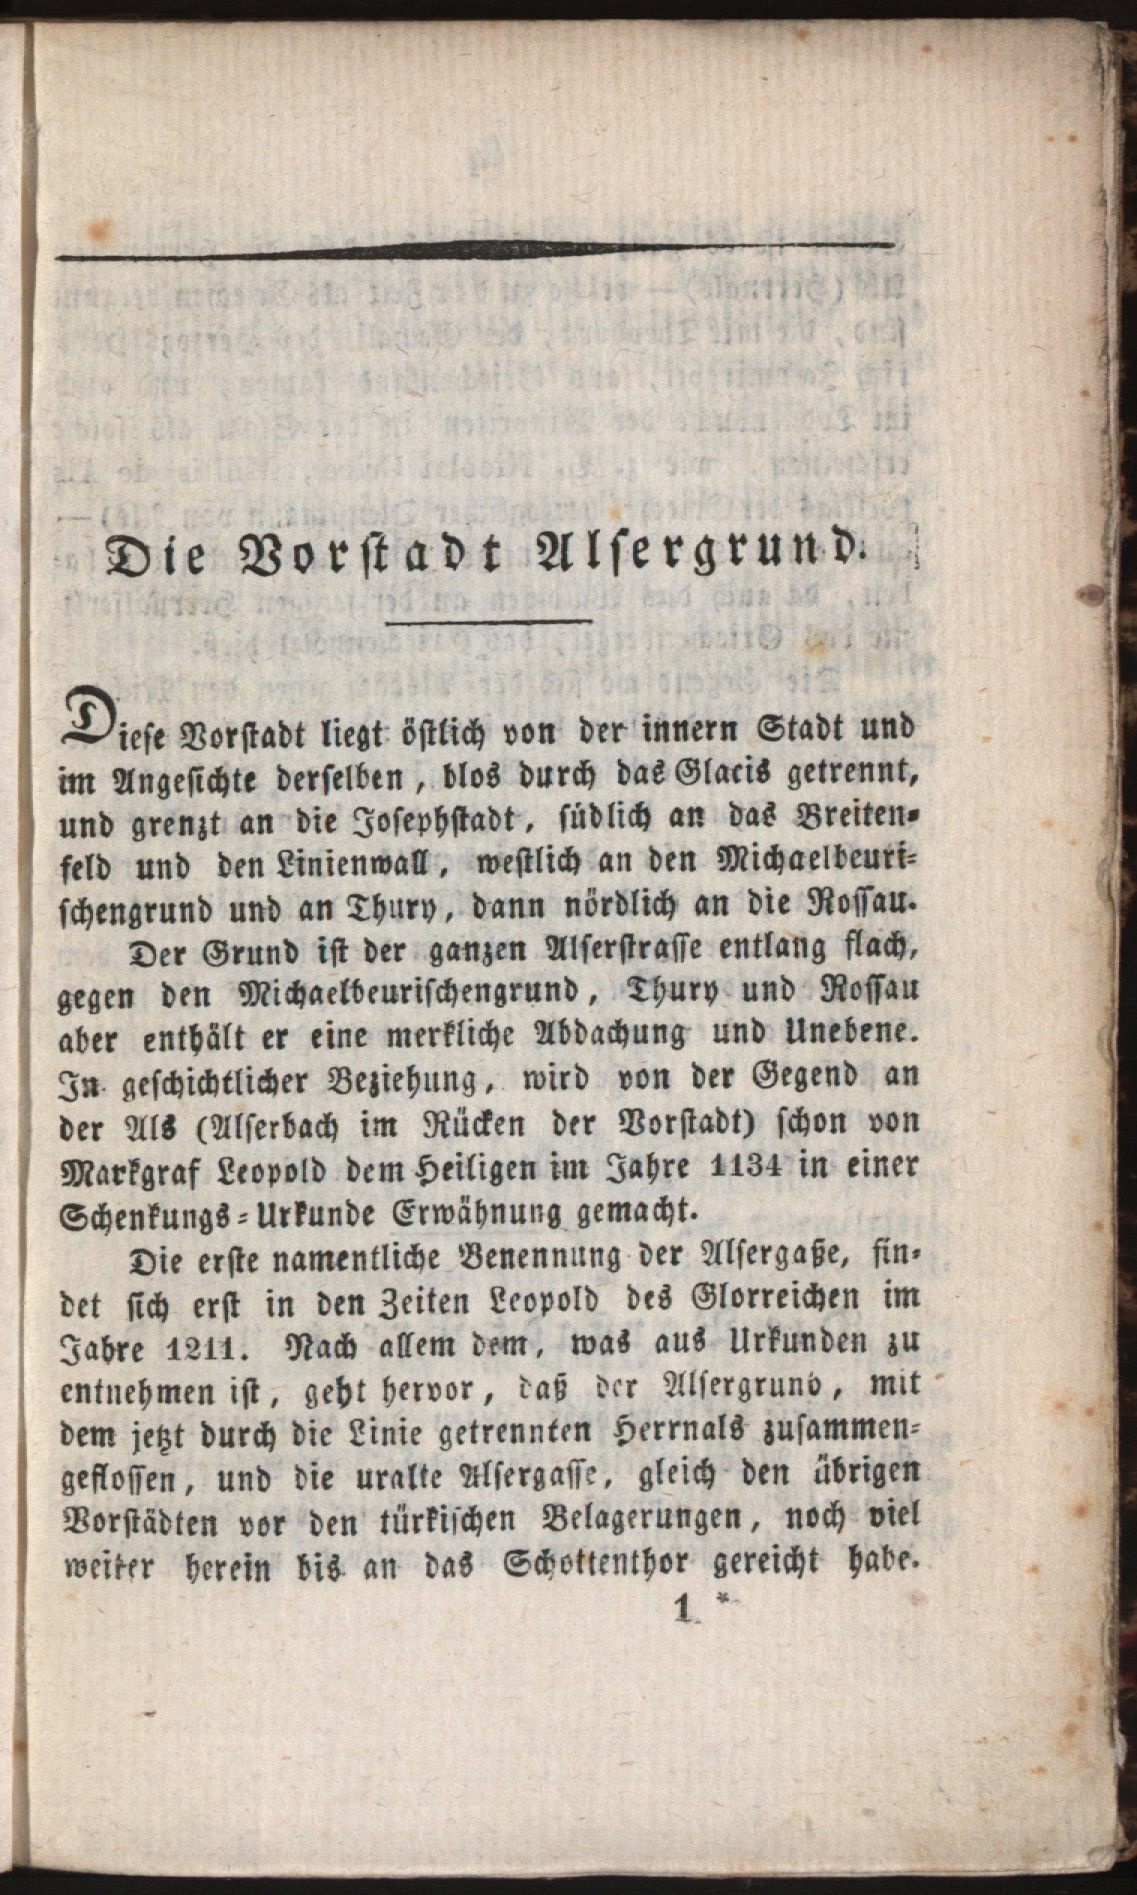 Die Vorstadt Alsergrund.
Diese Vorstadt liegt östlich von der innern Stadt und
im Angesichte derselben, blos durch das Glacis getrennt,
und grenzt an die Josephstadt, südlich an das Breiten-
feld und den Linienwall, westlich an den Michaelbeuri-
schengrund und an Thury, dann nördlich an die Rossau.
Der Grund ist der ganzen Alserstrasse entlang flach,
gegen den Michaelbeurischengrund, Thury und Rossau
aber enthält er eine merkliche Abdachung und Unebene.
In geschichtlicher Beziehung, wird von der Gegend an
der Als (Alserbach im Rücken der Vorstadt) schon von
Markgraf Leopold dem Heiligen im Jahre 1134 in einer
Schenkungs-Urkunde Erwähnung gemacht.
Die erste namentliche Benennung der Alsergaße, fin-
det sich erst in den Zeiten Leopold des Glorreichen im
Jahre 1211. Nach allem dem, was aus Urkunden zu
entnehmen ist, geht hervor, daß der Alsergrund, mit
dem jetzt durch die Linie getrennten Herrnals zusammen-
geflossen, und die uralte Alsergasse, gleich den übrigen
Vorstädten vor den türkischen Belagerungen, noch viel
weiter herein bis an das Schottenthor gereicht habe.
1 *